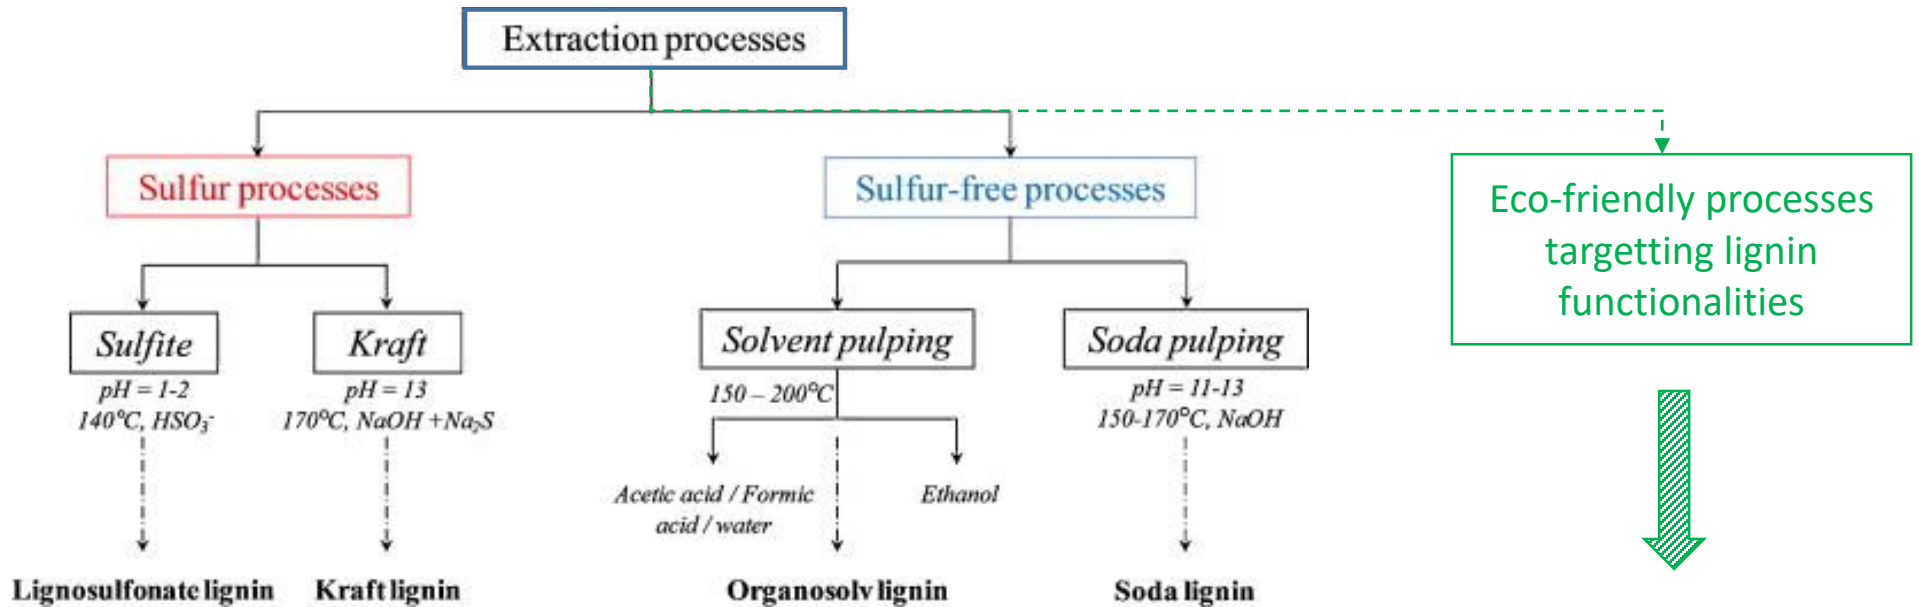 Extraction processes
Sulfur processes
Sulfur-free processes
Eco-friendly processes
targetting lignin
functionalities
Sulfite
pH = 1-2
140°C, HSO₃⁻
Kraft
pH = 13
170°C, NaOH +Na₂S
Solvent pulping
150 – 200°C
Soda pulping
pH = 11-13
150-170°C, NaOH
Acetic acid / Formic
acid / water
Ethanol
Lignosulfonate lignin
Kraft lignin
Organosolv lignin
Soda lignin